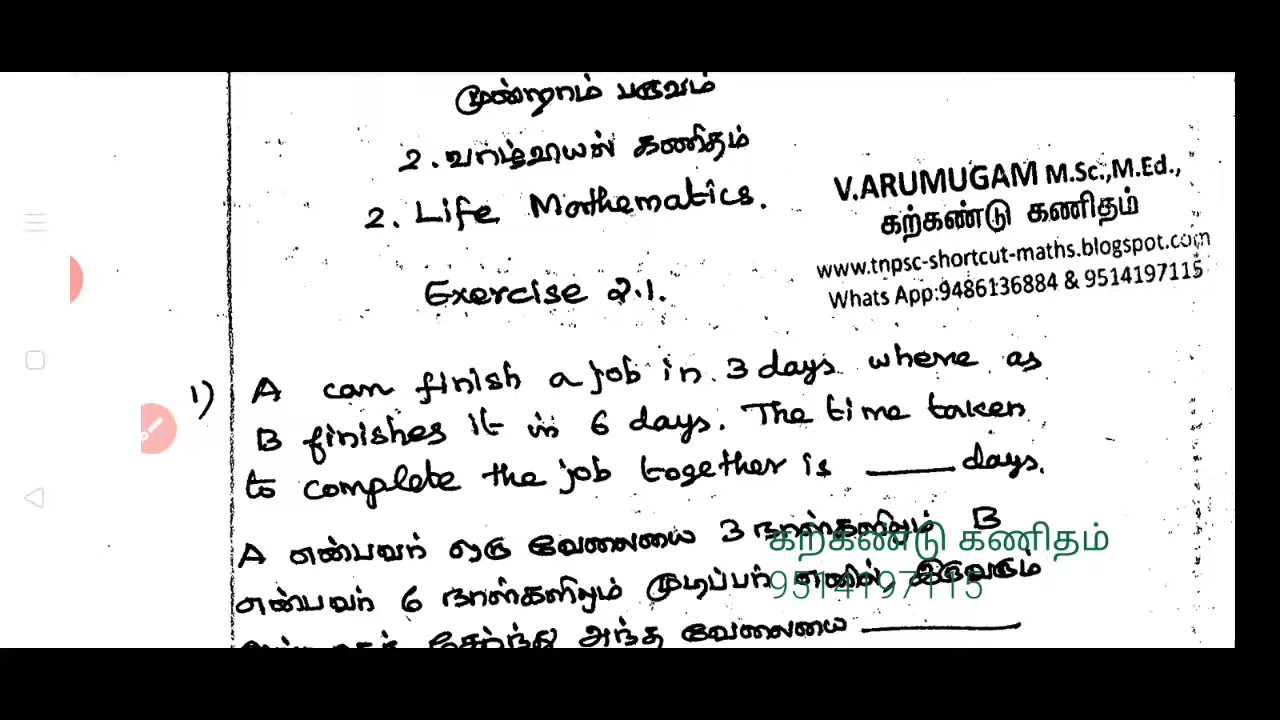 மூன்றாம் பருவம்
2. வாழ்வியல் கணிதம்
2. Life Mathematics.
V.ARUMUGAM M.Sc.,M.Ed.,
கற்கண்டு கணிதம்
www.tnpsc-shortcut-maths.blogspot.com
Whats App:9486136884 & 9514197115
Exercise 2.1.
1) A can finish a job in 3 days where as
B finishes it in 6 days. The time taken
to complete the job together is ____ days.
A என்பவர் ஒரு வேலையை 3 நாள்களிலும் B
கற்கண்டு கணிதம்
என்பவர் 6 நாள்களிலும் முடிப்பர் எனில், இருவரும்
9514197115
சேர்ந்து அந்த வேலையை ____